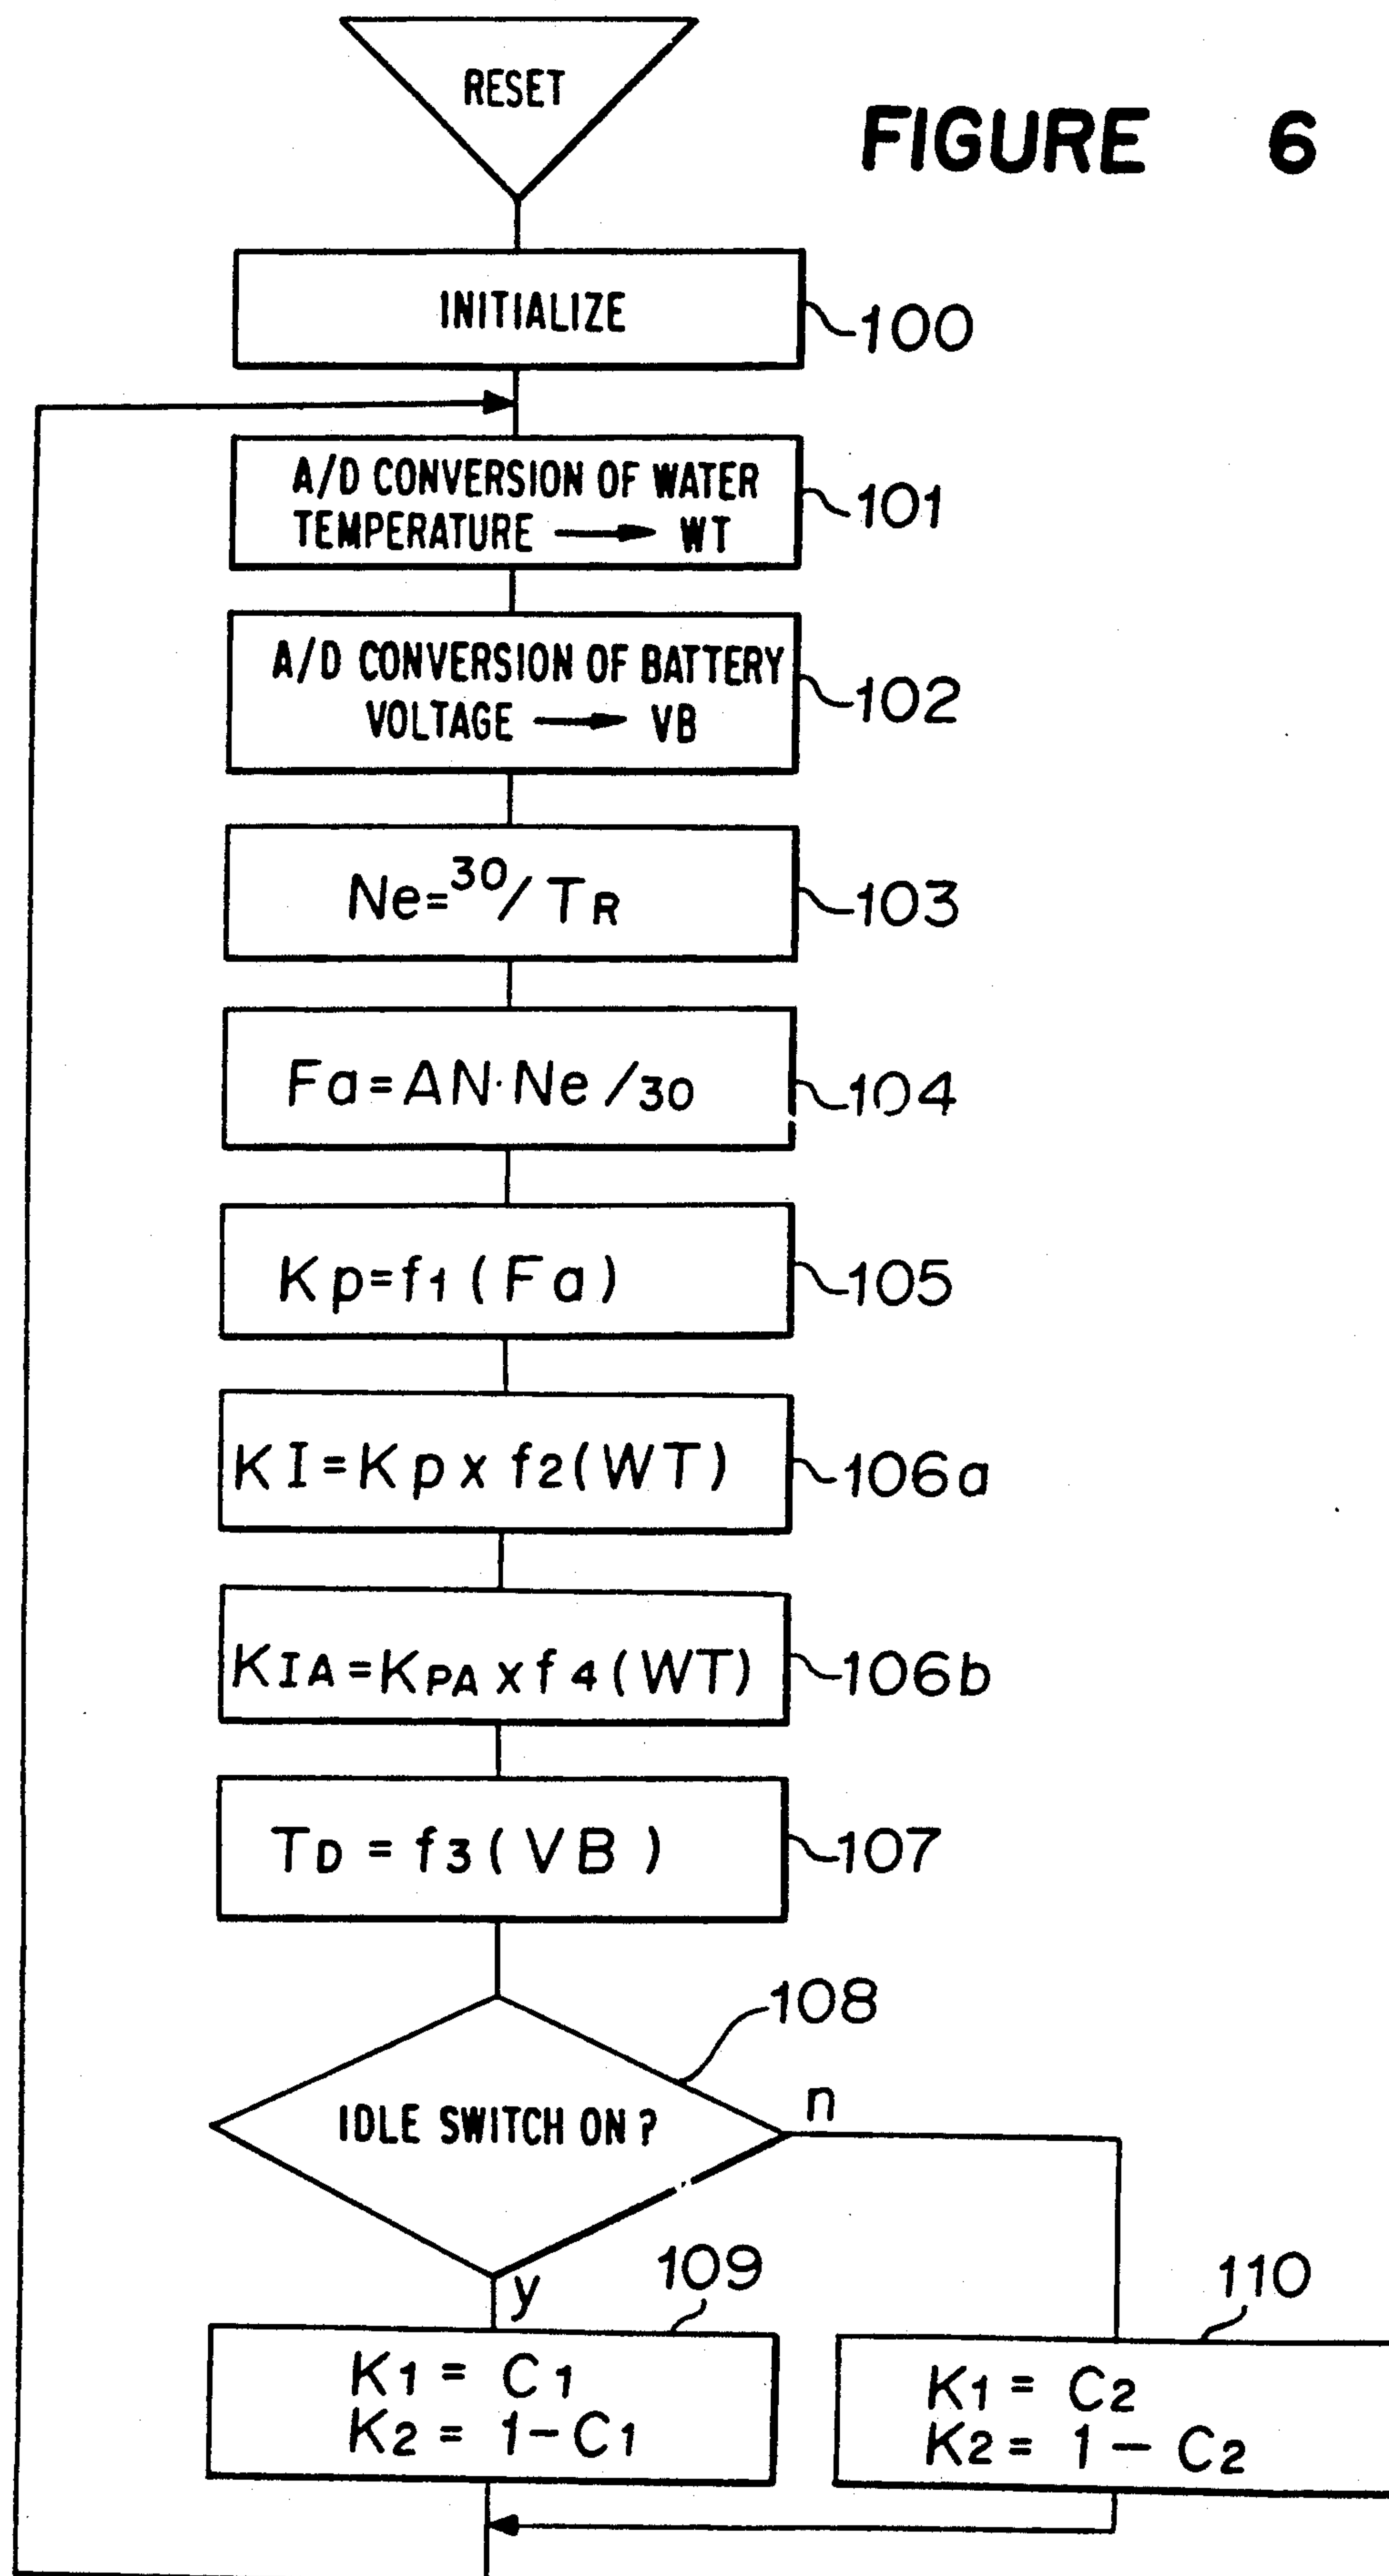 RESET
FIGURE 6
INITIALIZE
100
A/D CONVERSION OF WATER
TEMPERATURE → WT
101
A/D CONVERSION OF BATTERY
VOLTAGE → VB
102
Ne=30/TR
103
Fa=AN·Ne/30
104
Kp=f1(Fa)
105
KI=Kp x f2(WT)
106a
KIA=KPA x f4(WT)
106b
TD = f3(VB)
107
108
IDLE SWITCH ON?
n
y
109
K1 = C1
K2 = 1-C1
110
K1 = C2
K2 = 1 - C2